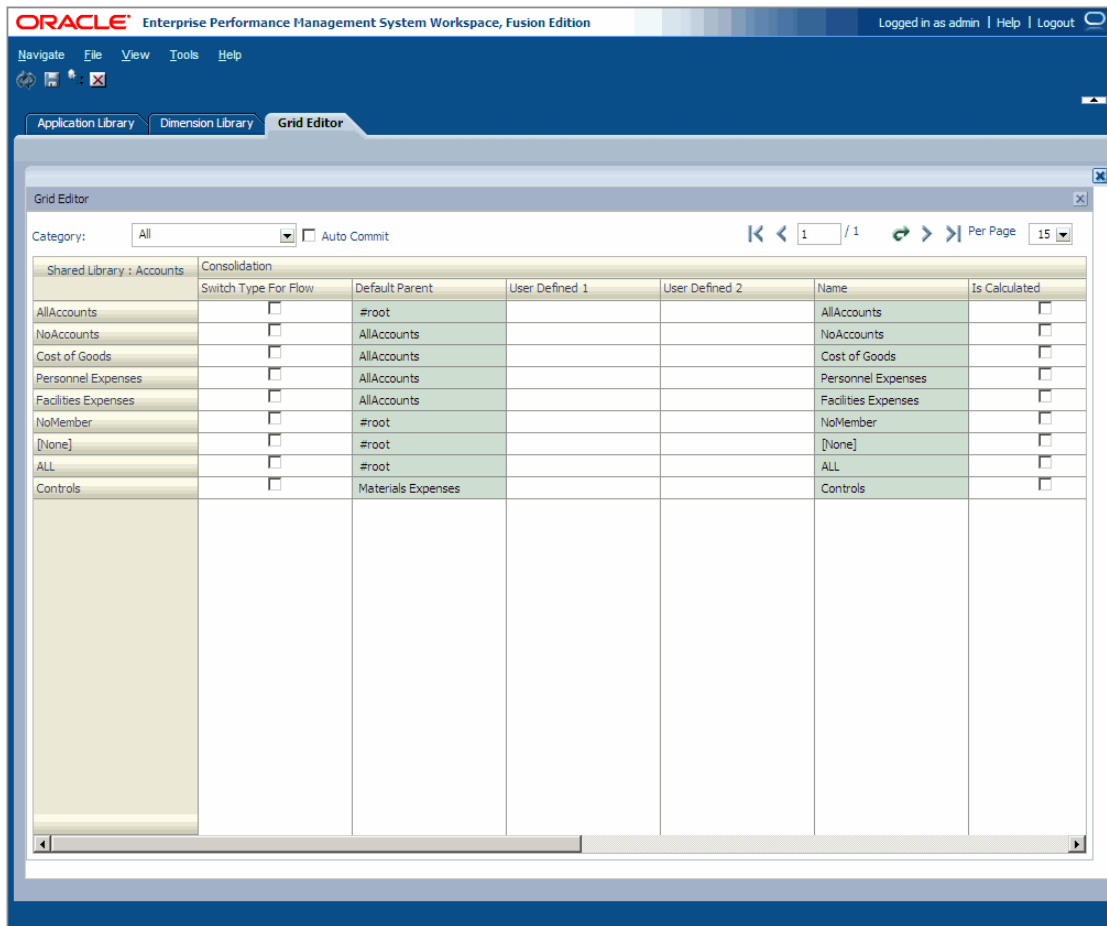 ORACLE Enterprise Performance Management System Workspace, Fusion Edition Logged in as admin | Help | Logout
Navigate File View Tools Help
Application Library Dimension Library Grid Editor
Grid Editor
Category: All Auto Commit 1 / 1 Per Page 15
Shared Library : Accounts Consolidation
Switch Type For Flow Default Parent User Defined 1 User Defined 2 Name Is Calculated
AllAccounts #root AllAccounts
NoAccounts AllAccounts NoAccounts
Cost of Goods AllAccounts Cost of Goods
Personnel Expenses AllAccounts Personnel Expenses
Facilities Expenses AllAccounts Facilities Expenses
NoMember #root NoMember
[None] #root [None]
ALL #root ALL
Controls Materials Expenses Controls